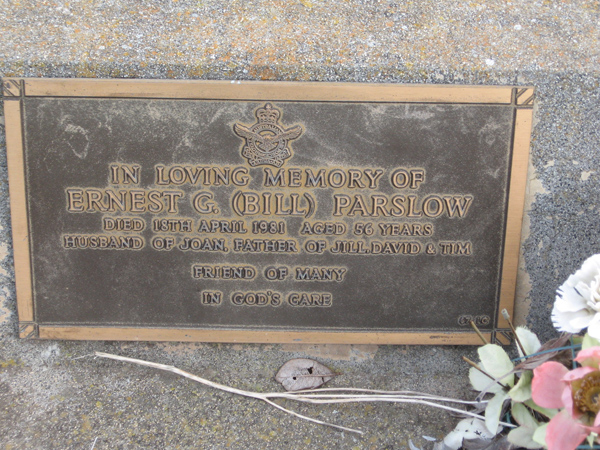 IN LOVING MEMORY OF
ERNEST G. (BILL) PARSLOW
DIED 18TH APRIL 1981 AGED 56 YEARS
HUSBAND OF JOAN, FATHER OF JILL, DAVID & TIM
FRIEND OF MANY
IN GOD'S CARE